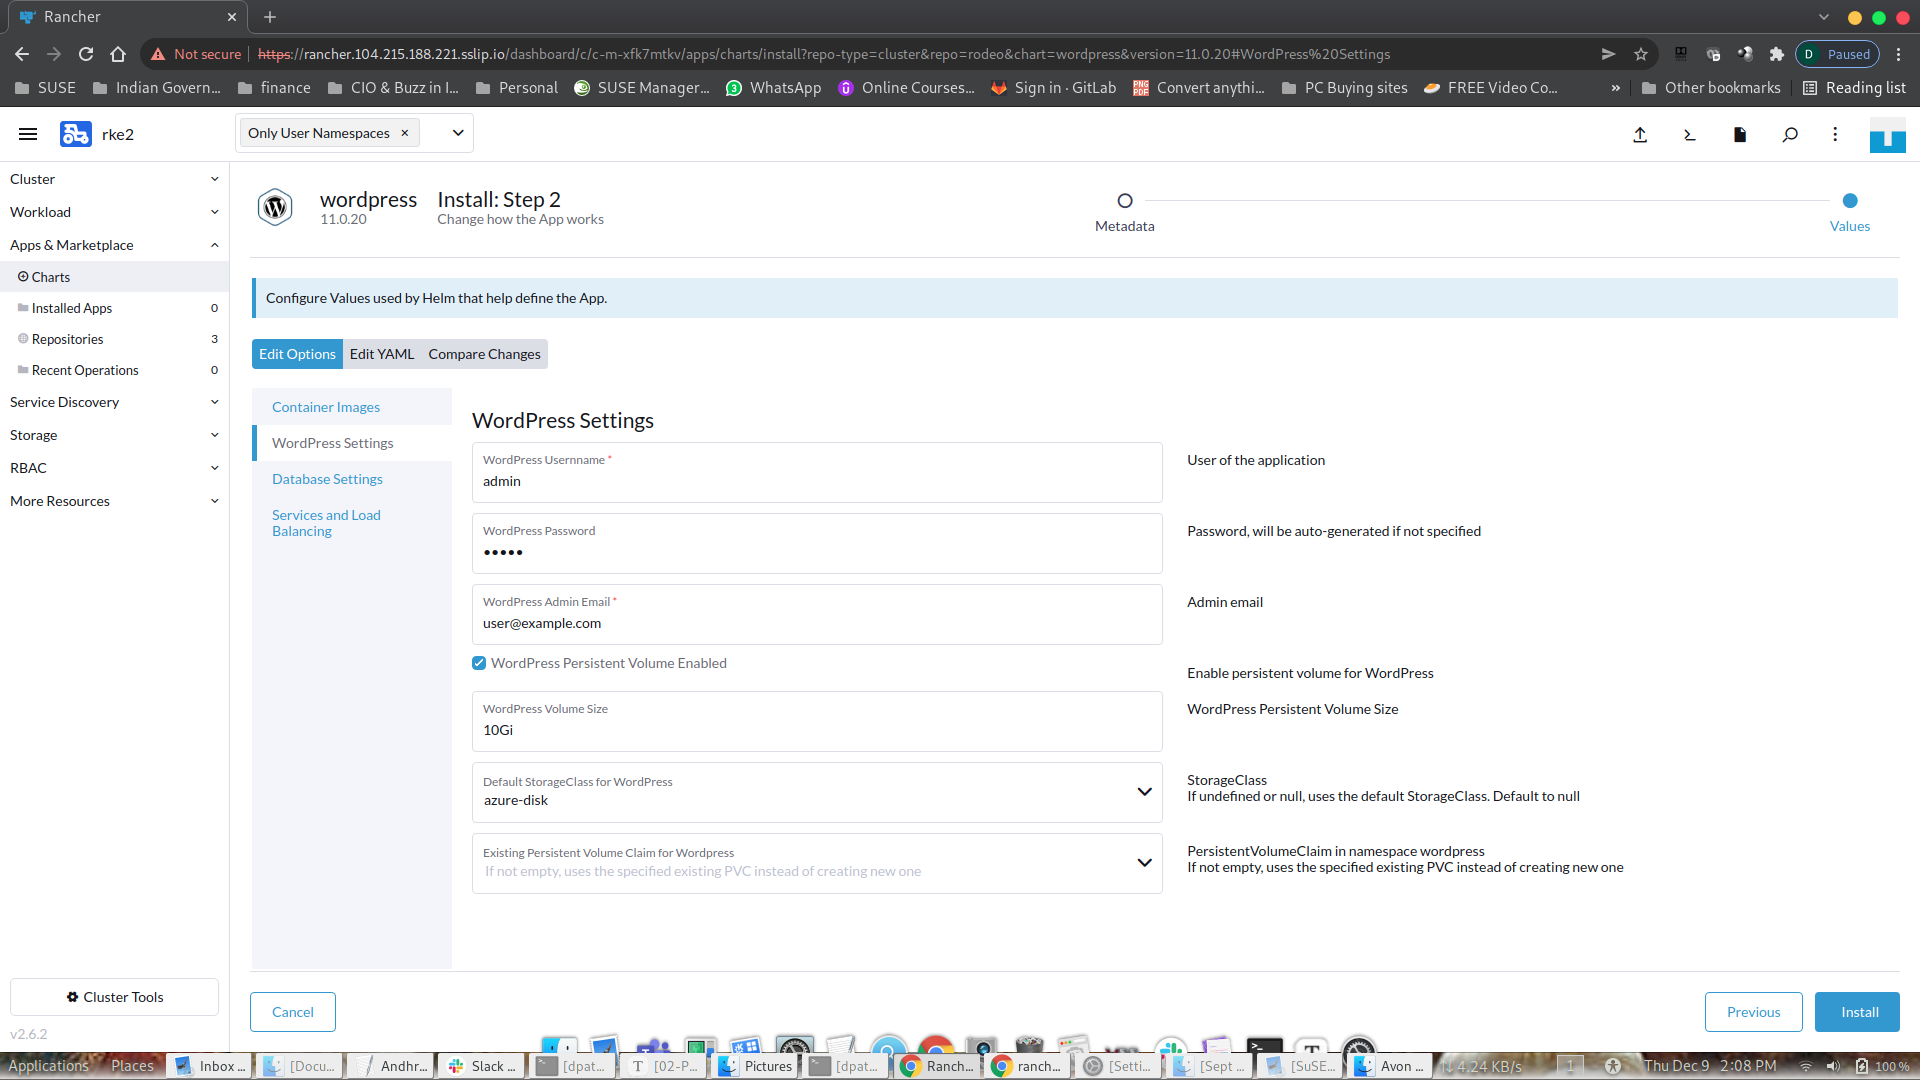 Rancher
Not secure
https://rancher.104.215.188.221.sslip.io/dashboard/c/c-m-xfk7mtkv/apps/charts/install?repo-type=cluster&repo=rodeo&chart=wordpress&version=11.0.20#WordPress%20Settings
D Paused
SUSE
Indian Govern...
finance
CIO & Buzz in I...
Personal
SUSE Manager...
WhatsApp
Online Courses...
Sign in · GitLab
Convert anythi...
PC Buying sites
FREE Video Co...
»
Other bookmarks
Reading list
rke2
Only User Namespaces ×
Cluster
Workload
Apps & Marketplace
Charts
Installed Apps 0
Repositories 3
Recent Operations 0
Service Discovery
Storage
RBAC
More Resources
Cluster Tools
v2.6.2
wordpress
11.0.20
Install: Step 2
Change how the App works
Metadata
Values
Configure Values used by Helm that help define the App.
Edit Options
Edit YAML
Compare Changes
Container Images
WordPress Settings
Database Settings
Services and Load
Balancing
WordPress Settings
WordPress Usernname *
admin
User of the application
WordPress Password
•••••
Password, will be auto-generated if not specified
WordPress Admin Email *
user@example.com
Admin email
WordPress Persistent Volume Enabled
Enable persistent volume for WordPress
WordPress Volume Size
10Gi
WordPress Persistent Volume Size
Default StorageClass for WordPress
azure-disk
StorageClass
If undefined or null, uses the default StorageClass. Default to null
Existing Persistent Volume Claim for Wordpress
If not empty, uses the specified existing PVC instead of creating new one
PersistentVolumeClaim in namespace wordpress
If not empty, uses the specified existing PVC instead of creating new one
Cancel
Previous
Install
Applications
Places
Inbox ...
[Docu...
Andhr...
Slack ...
[dpat...
[02-P...
Pictures
[dpat...
Ranch...
ranch...
[Setti...
[Sept ...
[SuSE...
Avon ...
4.24 KB/s
1
Thu Dec 9 2:08 PM
100 %